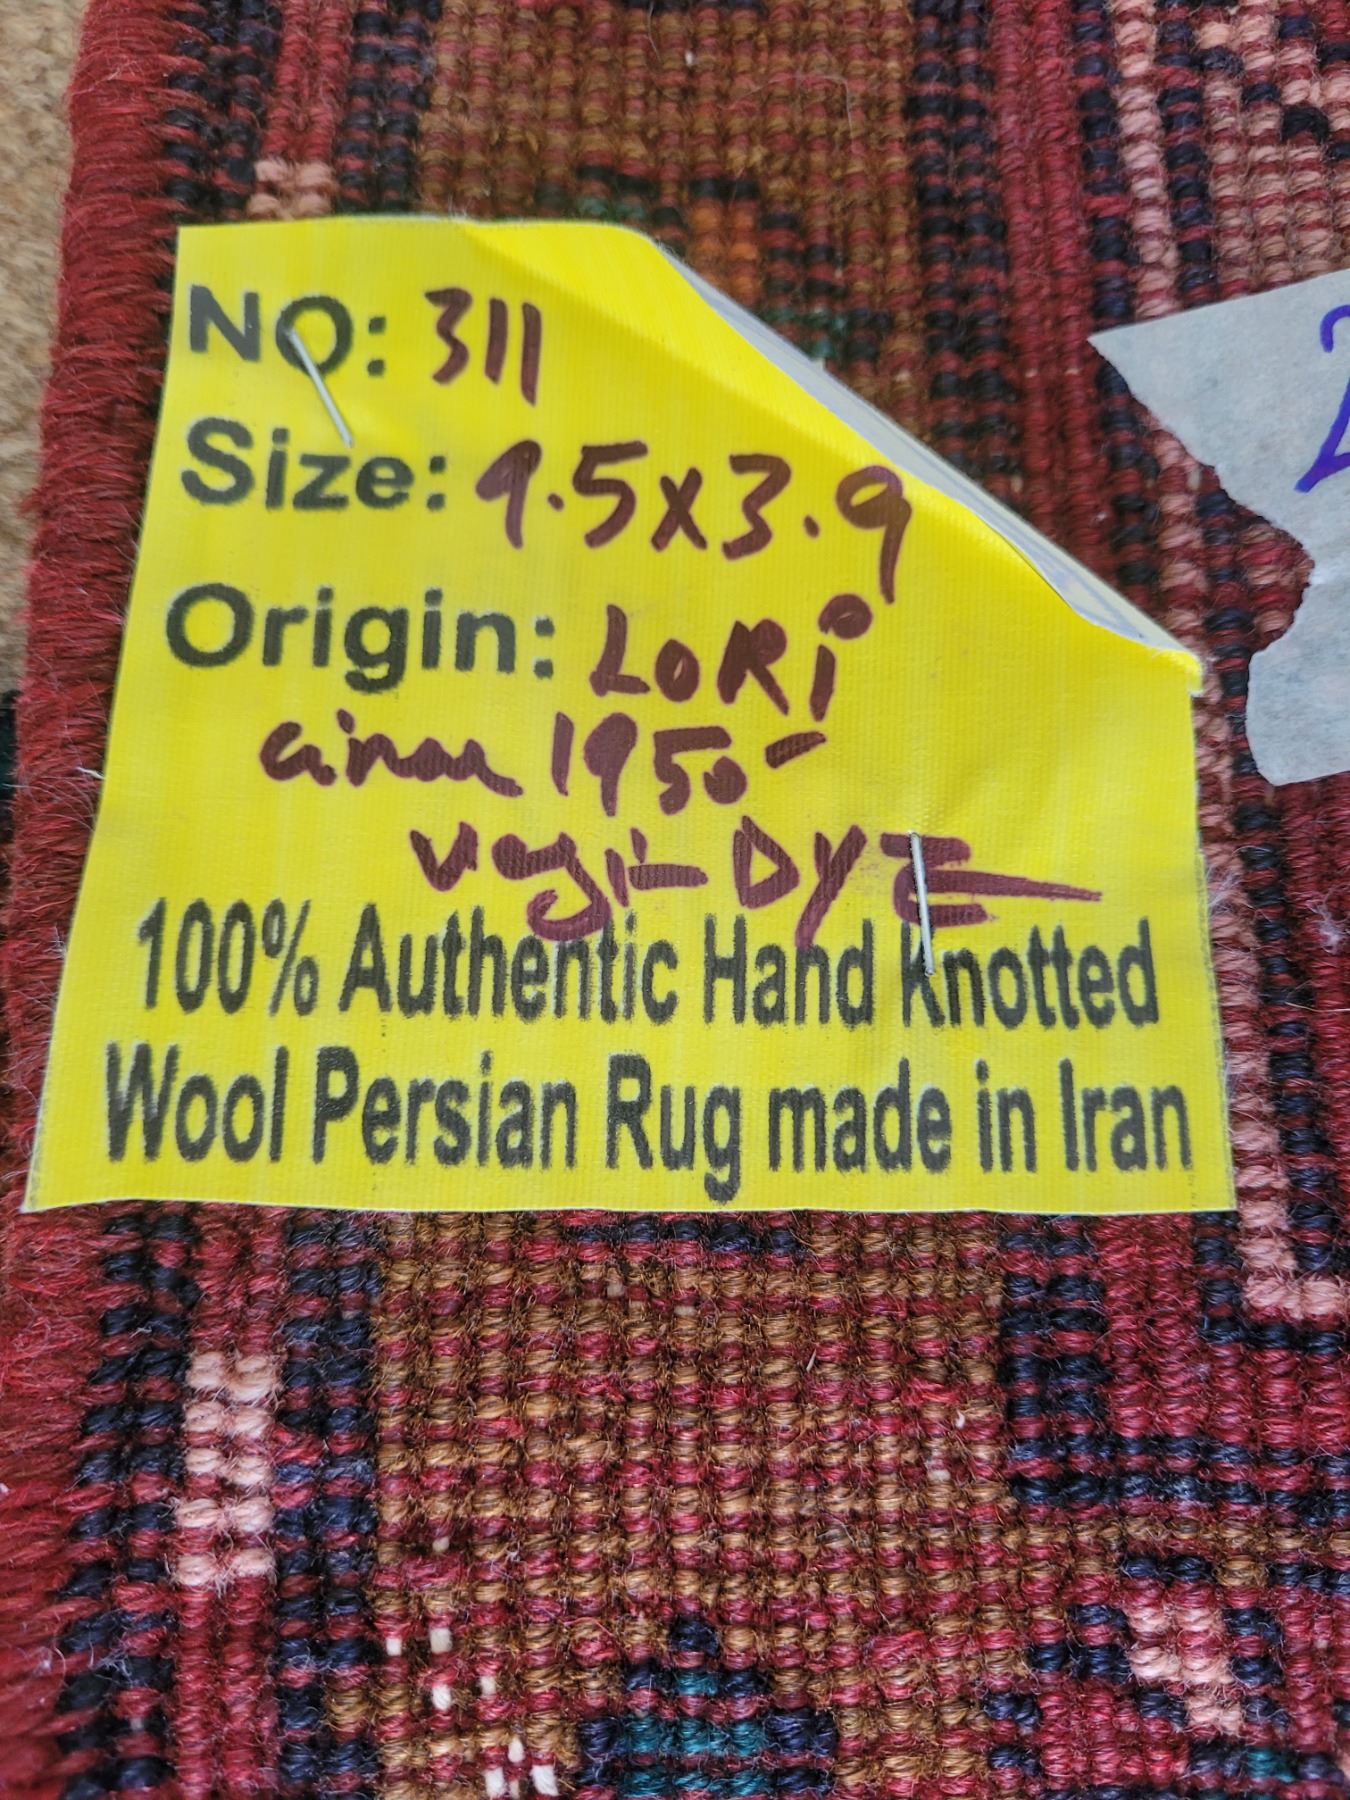 NO: 311
Size: 9.5x3.9
Origin: LORi
circa 1950-
vegi-DYE
100% Authentic Hand Knotted
Wool Persian Rug made in Iran